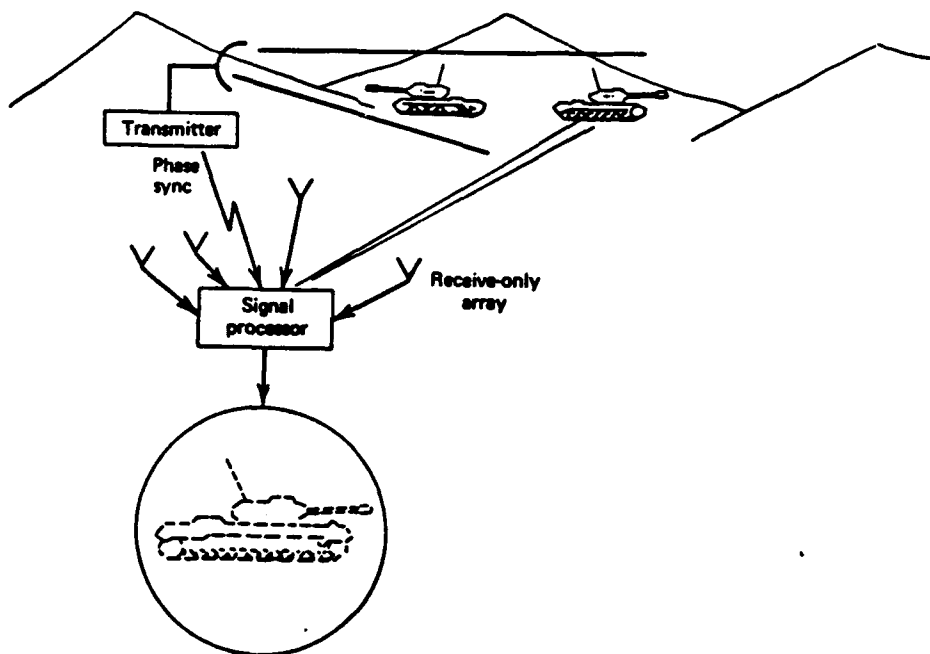 Transmitter
Phase
sync
Receive-only
array
Signal
processor